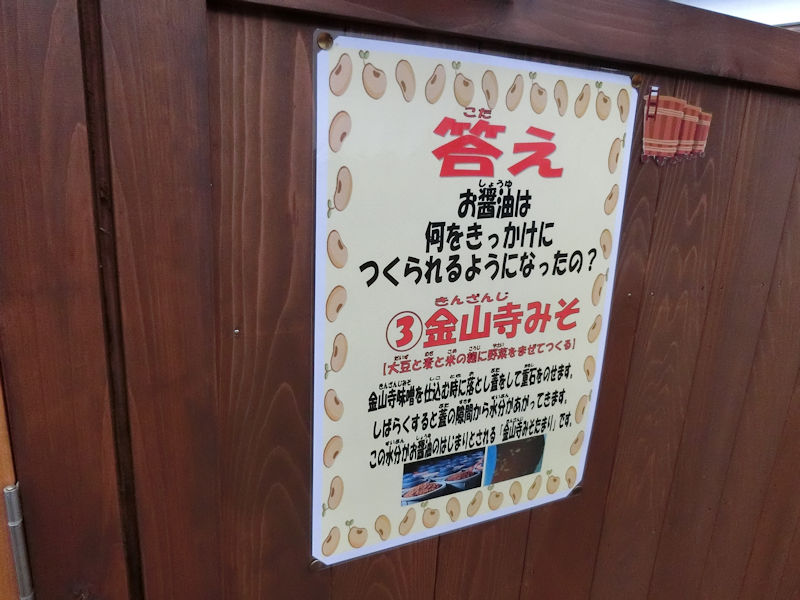 答え
お醤油は
何をきっかけに
つくられるようになったの？
③金山寺みそ
【大豆と麦と米の麹に野菜をまぜてつくる】
金山寺味噌を仕込む時に落とし蓋をして重石をのせます。
しばらくすると蓋の隙間から水分があがってきます。
この水分がお醤油のはじまりとされる「金山寺みそたまり」です。